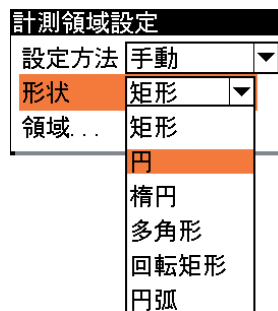 計測領域設定
設定方法 手動
形状 矩形
領域... 矩形
円
楕円
多角形
回転矩形
円弧